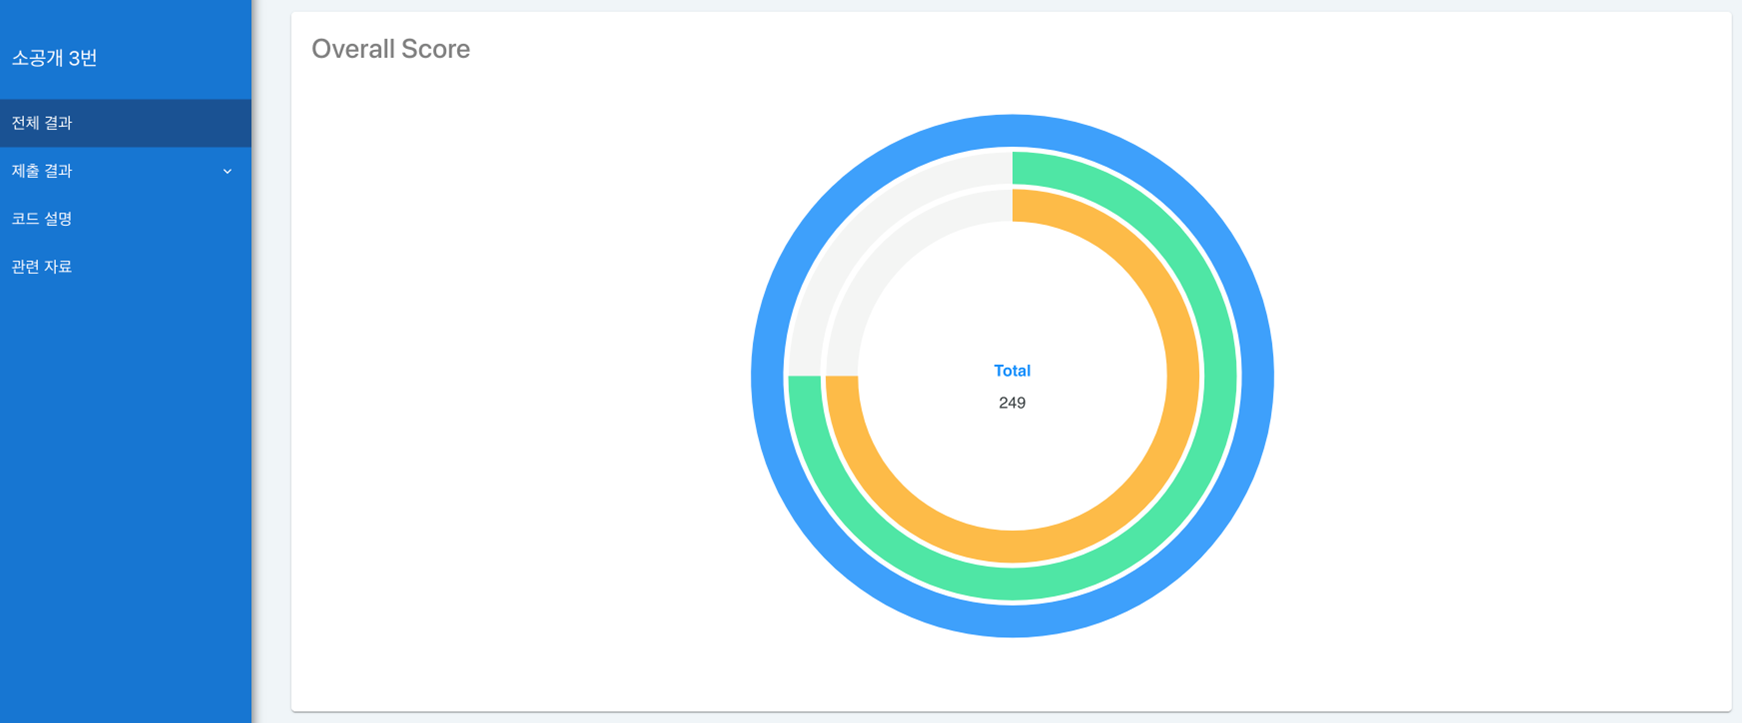 소공개 3번
전체 결과
제출 결과
코드 설명
관련 자료
Overall Score
Total
249